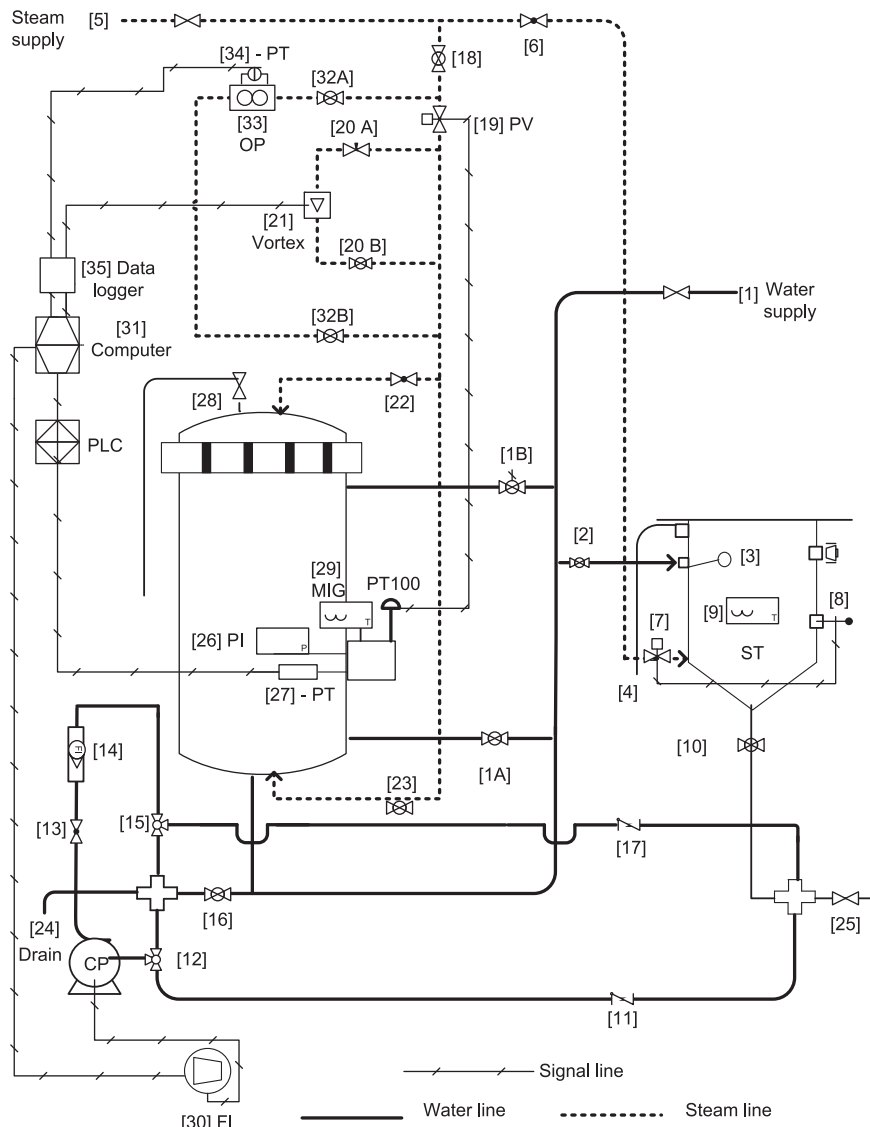 Steam
supply
[5]
[6]
[34] - PT
[32A]
[18]
[33]
OP
[19] PV
[20 A]
[21]
Vortex
[20 B]
[35] Data
logger
[1] Water
supply
[31]
Computer
[32B]
[28]
[22]
PLC
[1B]
[2]
[3]
[29]
MIG
PT100
[26] PI
P
T
[9]
T
[8]
[7]
ST
[27] - PT
[4]
[14]
FI
[10]
[1A]
[23]
[13]
[15]
[17]
[16]
[24]
Drain
[25]
CP
[12]
[11]
Signal line
[30] FI
Water line
Steam line